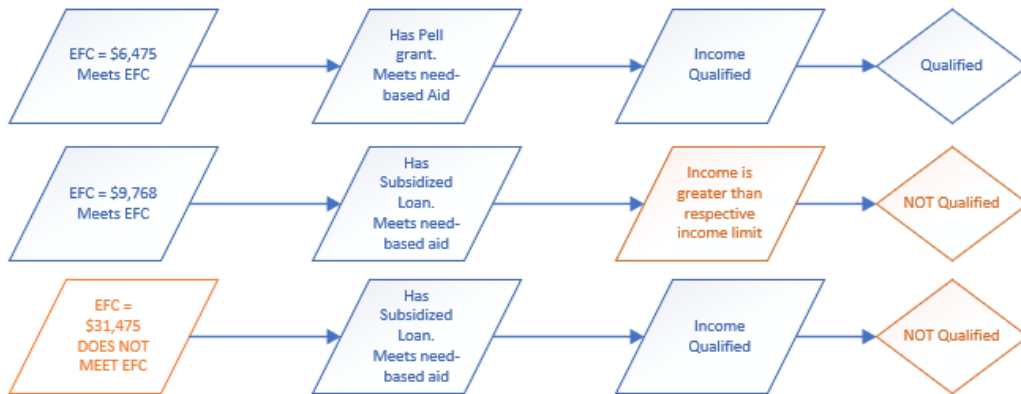 EFC = $6,475
Meets EFC
Has Pell
grant.
Meets need-
based Aid
Income
Qualified
Qualified
EFC = $9,768
Meets EFC
Has
Subsidized
Loan.
Meets need-
based aid
Income is
greater than
respective
income limit
NOT Qualified
EFC =
$31,475
DOES NOT
MEET EFC
Has
Subsidized
Loan.
Meets need-
based aid
Income
Qualified
NOT Qualified